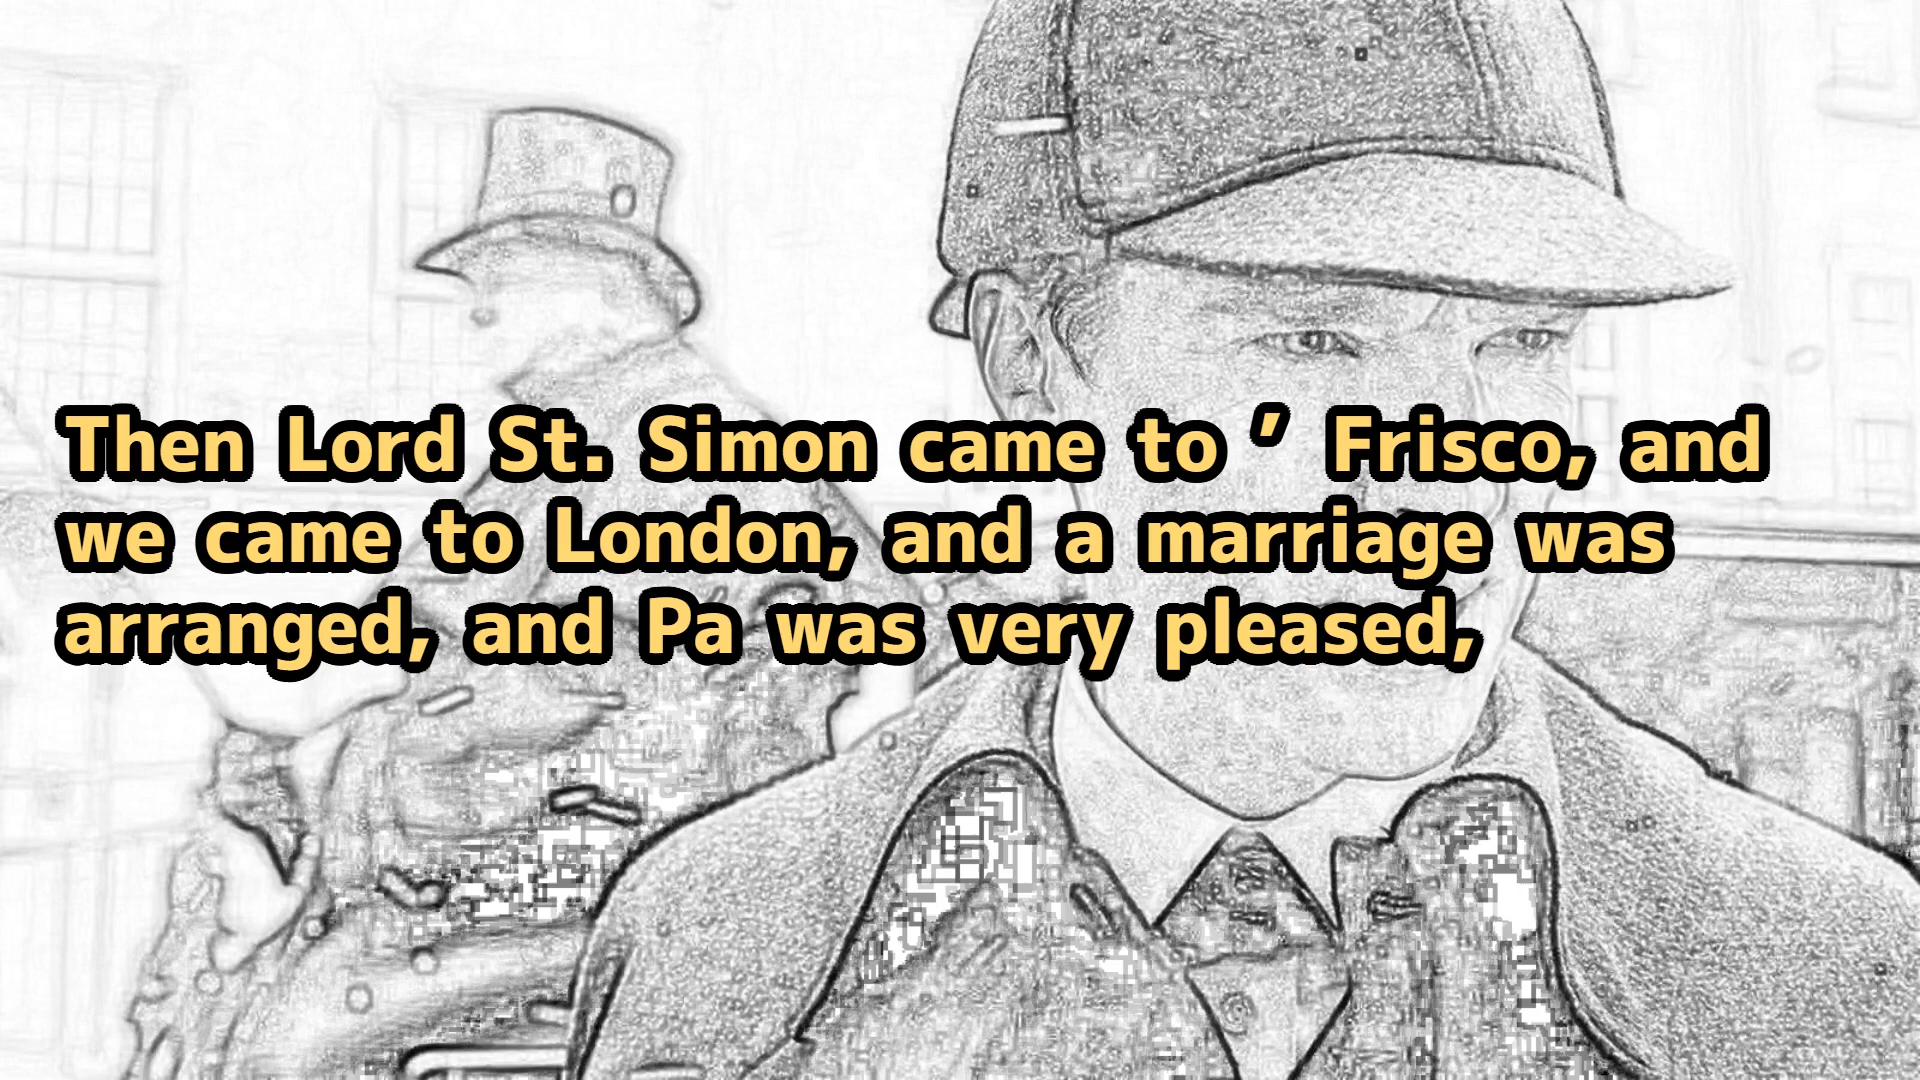 Then Lord St. Simon came to ’ Frisco, and
we came to London, and a marriage was
arranged, and Pa was very pleased,